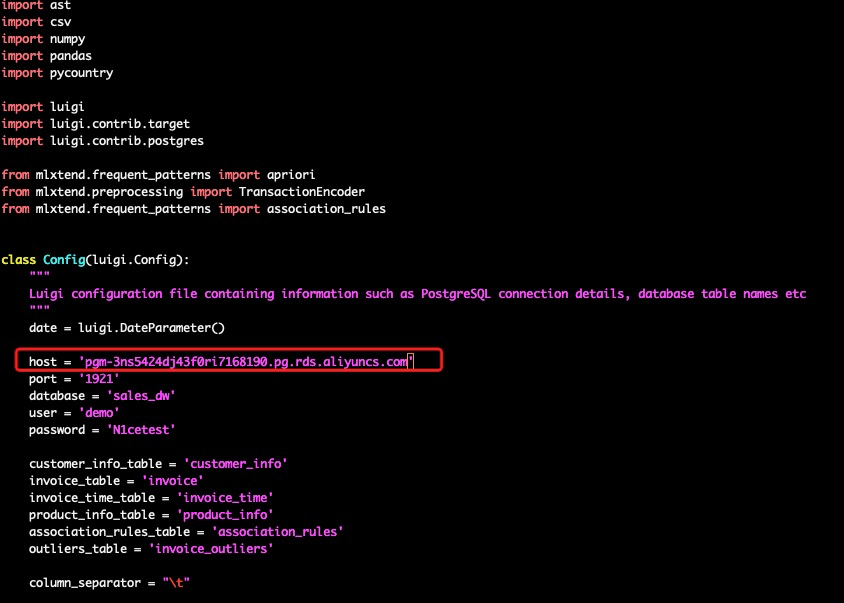 import ast
import csv
import numpy
import pandas
import pycountry
import luigi
import luigi.contrib.target
import luigi.contrib.postgres
from mlxtend.frequent_patterns import apriori
from mlxtend.preprocessing import TransactionEncoder
from mlxtend.frequent_patterns import association_rules
class Config(luigi.Config):
"""
Luigi configuration file containing information such as PostgreSQL connection details, database table names etc
"""
date = luigi.DateParameter()
host = 'pgm-3ns5424dj43f0ri7168190.pg.rds.aliyuncs.com'
port = '1921'
database = 'sales_dw'
user = 'demo'
password = 'N1cetest'
customer_info_table = 'customer_info'
invoice_table = 'invoice'
invoice_time_table = 'invoice_time'
product_info_table = 'product_info'
association_rules_table = 'association_rules'
outliers_table = 'invoice_outliers'
column_separator = "\t"